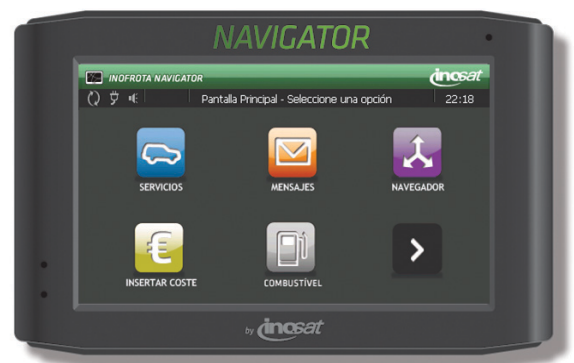 NAVIGATOR
INOFROTA NAVIGATOR
inosat
Pantalla Principal - Seleccione una opción
22:18
SERVICIOS
MENSAJES
NAVEGADOR
INSERTAR COSTE
COMBUSTÍVEL
by inosat